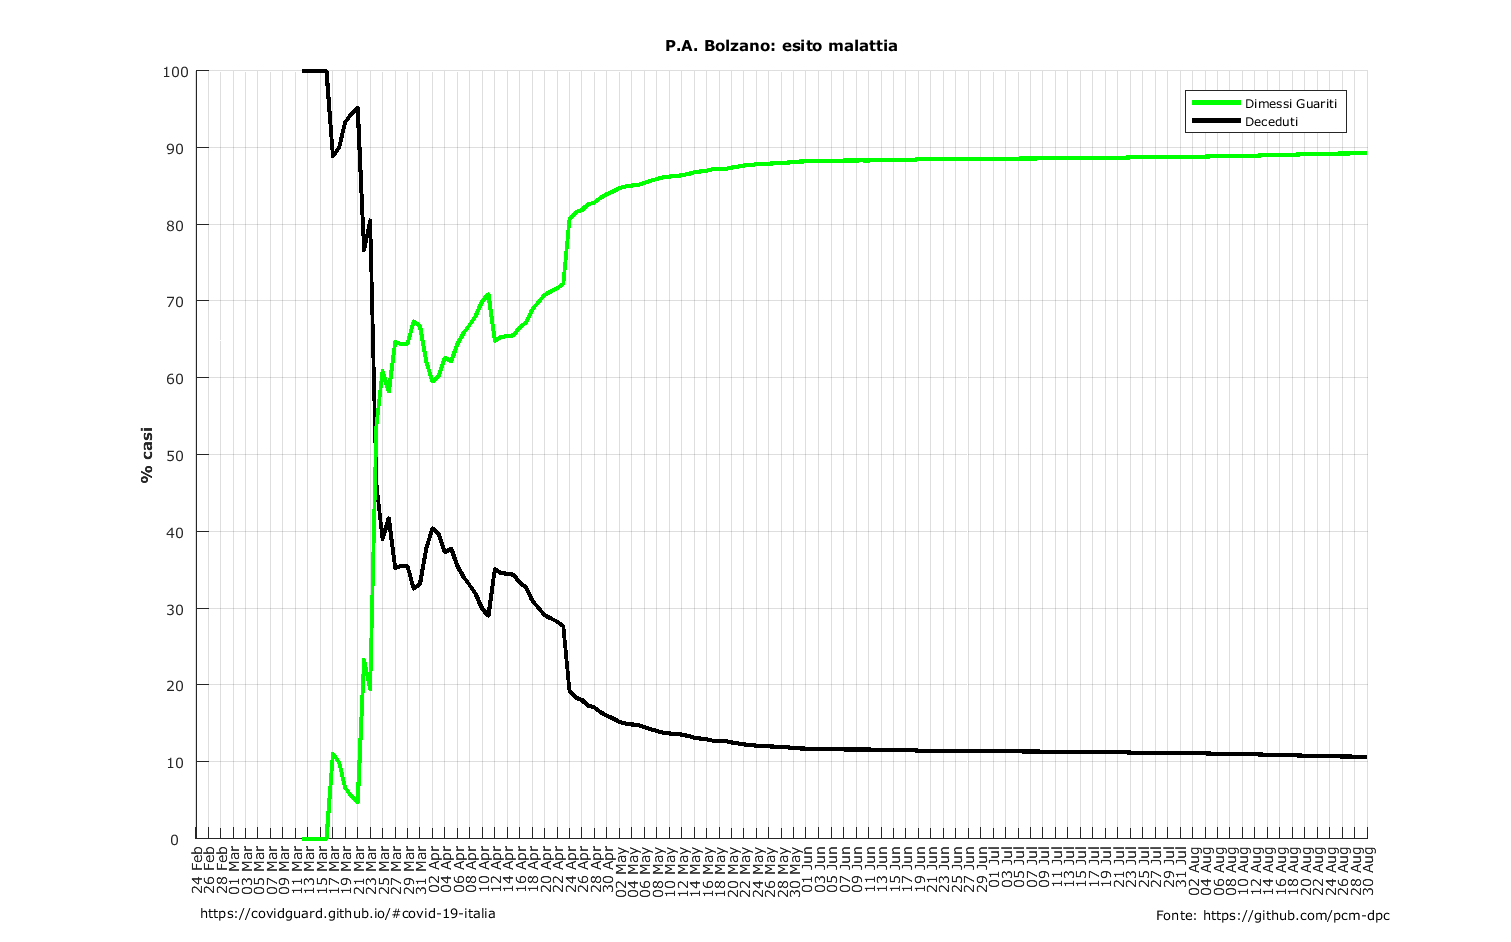 P.A. Bolzano: esito malattia
Dimessi Guariti
Deceduti
% casi
100
90
80
70
60
50
40
30
20
10
0
24 Feb
26 Feb
28 Feb
01 Mar
03 Mar
05 Mar
07 Mar
09 Mar
11 Mar
13 Mar
15 Mar
17 Mar
19 Mar
21 Mar
23 Mar
25 Mar
27 Mar
29 Mar
31 Mar
02 Apr
04 Apr
06 Apr
08 Apr
10 Apr
12 Apr
14 Apr
16 Apr
18 Apr
20 Apr
22 Apr
24 Apr
26 Apr
28 Apr
30 Apr
02 May
04 May
06 May
08 May
10 May
12 May
14 May
16 May
18 May
20 May
22 May
24 May
26 May
28 May
30 May
01 Jun
03 Jun
05 Jun
07 Jun
09 Jun
11 Jun
13 Jun
15 Jun
17 Jun
19 Jun
21 Jun
23 Jun
25 Jun
27 Jun
29 Jun
01 Jul
03 Jul
05 Jul
07 Jul
09 Jul
11 Jul
13 Jul
15 Jul
17 Jul
19 Jul
21 Jul
23 Jul
25 Jul
27 Jul
29 Jul
31 Jul
02 Aug
04 Aug
06 Aug
08 Aug
10 Aug
12 Aug
14 Aug
16 Aug
18 Aug
20 Aug
22 Aug
24 Aug
26 Aug
28 Aug
30 Aug
https://covidguard.github.io/#covid-19-italia
Fonte: https://github.com/pcm-dpc